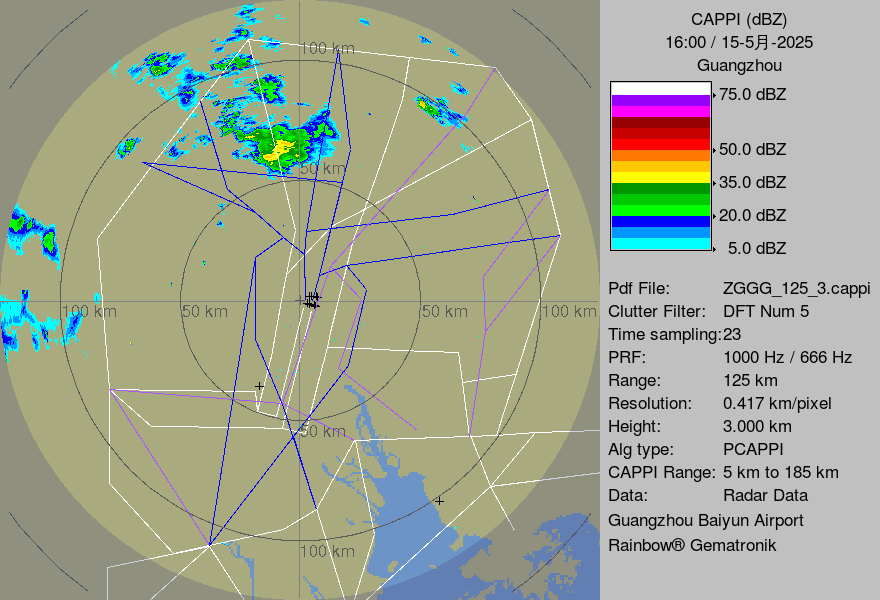 CAPPI (dBZ)
16:00 / 15-5月-2025
Guangzhou
75.0 dBZ
50.0 dBZ
35.0 dBZ
20.0 dBZ
5.0 dBZ
Pdf File: ZGGG_125_3.cappi
Clutter Filter: DFT Num 5
Time sampling:23
PRF: 1000 Hz / 666 Hz
Range: 125 km
Resolution: 0.417 km/pixel
Height: 3.000 km
Alg type: PCAPPI
CAPPI Range: 5 km to 185 km
Data: Radar Data
Guangzhou Baiyun Airport
Rainbow® Gematronik
100 km
50 km
100 km
50 km
50 km
100 km
50 km
100 km